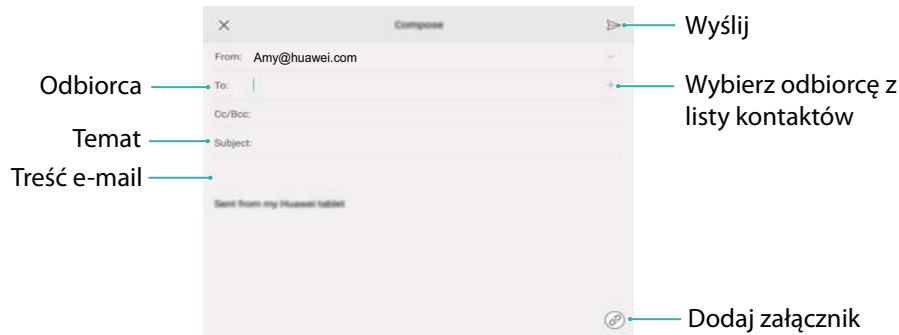 Compose
Wyślij
From: Amy@huawei.com
Odbiorca
To:
Wybierz odbiorcę z
listy kontaktów
Cc/Bcc:
Temat
Subject:
Treść e-mail
Sent from my Huawei tablet
Dodaj załącznik